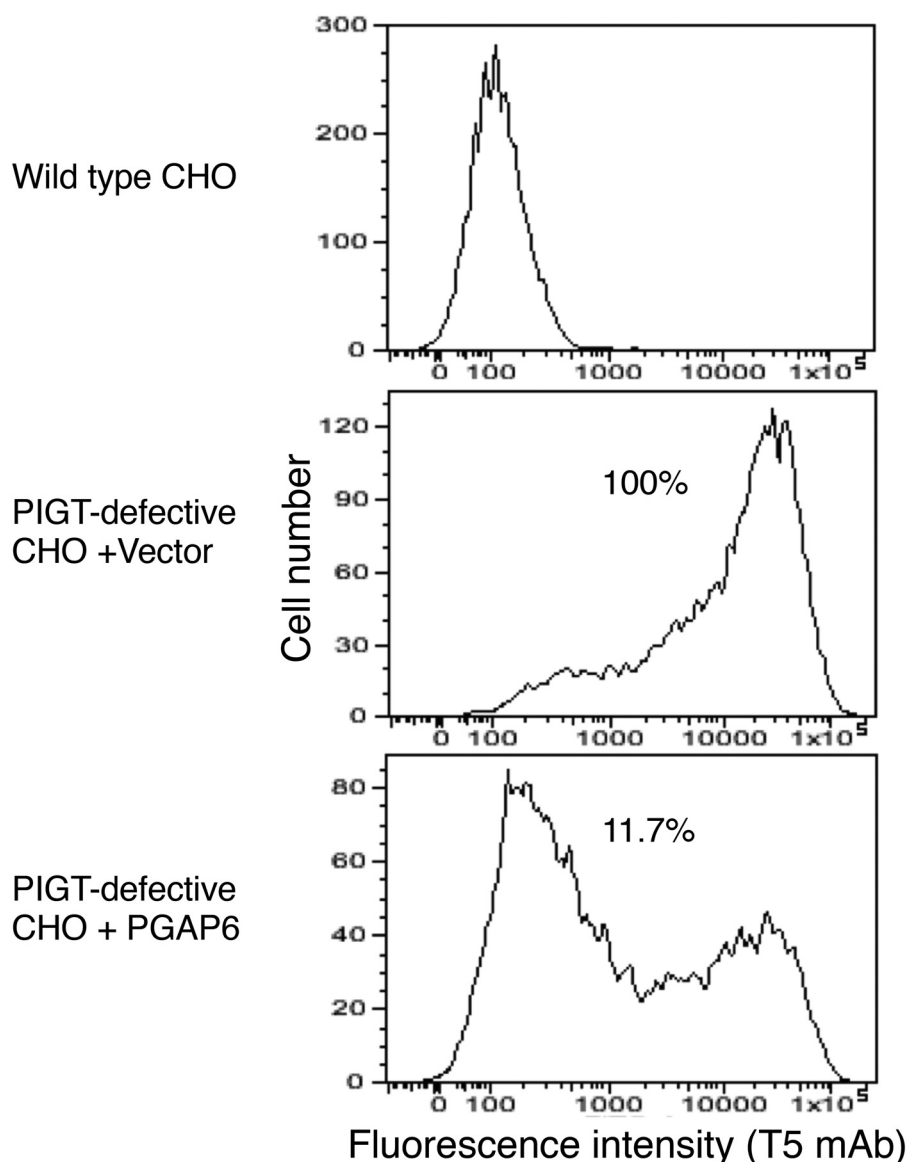 300
200
100
0
0 100 1000 10000 1x10⁵
Wild type CHO
120
90
60
30
0
0 100 1000 10000 1x10⁵
100%
PIGT-defective
CHO +Vector
Cell number
80
60
40
20
0
0 100 1000 10000 1x10⁵
11.7%
PIGT-defective
CHO + PGAP6
Fluorescence intensity (T5 mAb)